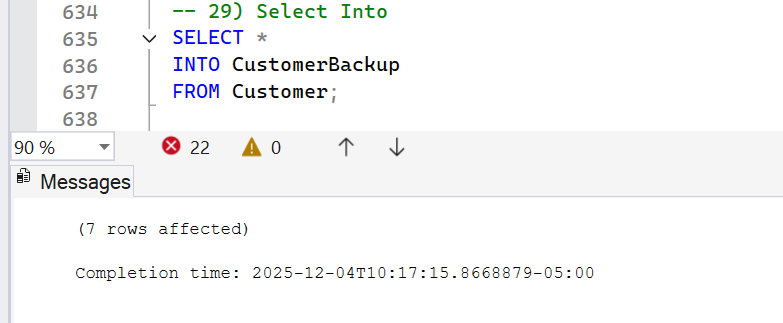 634 -- 29) Select Into
635 SELECT *
636 INTO CustomerBackup
637 FROM Customer;
638
90 % 22 0
Messages
(7 rows affected)
Completion time: 2025-12-04T10:17:15.8668879-05:00